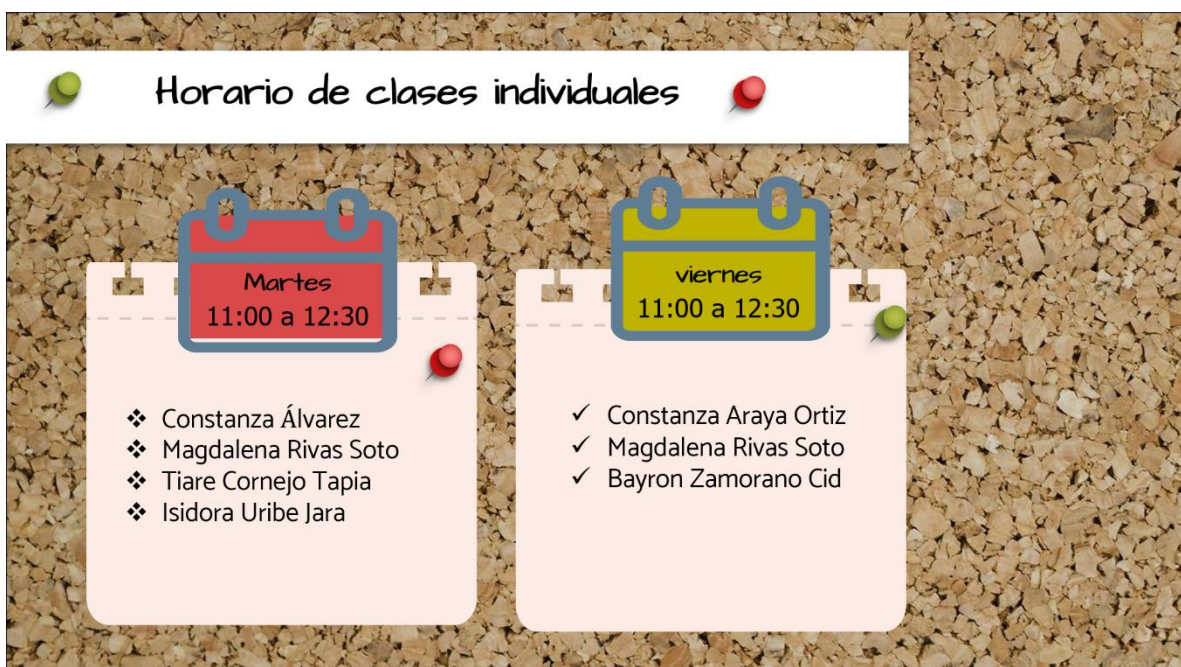 Horario de clases individuales
Martes
11:00 a 12:30
❖ Constanza Álvarez
❖ Magdalena Rivas Soto
❖ Tiare Cornejo Tapia
❖ Isidora Uribe Jara
viernes
11:00 a 12:30
✓ Constanza Araya Ortiz
✓ Magdalena Rivas Soto
✓ Bayron Zamorano Cid